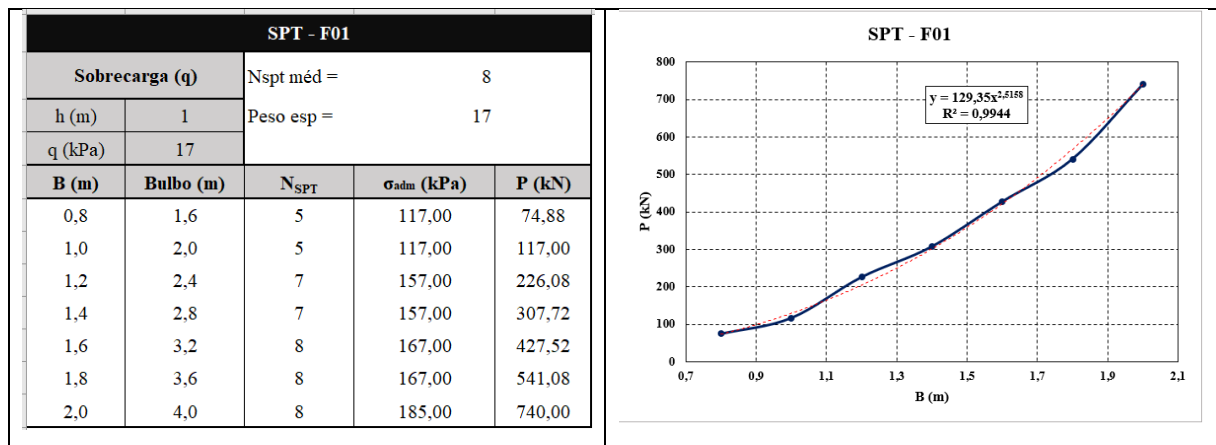 SPT - F01
Sobrecarga (q) Nspt méd = 8
h (m) 1 Peso esp = 17
q (kPa) 17
B (m) Bulbo (m) N_SPT σadm (kPa) P (kN)
0,8 1,6 5 117,00 74,88
1,0 2,0 5 117,00 117,00
1,2 2,4 7 157,00 226,08
1,4 2,8 7 157,00 307,72
1,6 3,2 8 167,00 427,52
1,8 3,6 8 167,00 541,08
2,0 4,0 8 185,00 740,00
SPT - F01
y = 129,35x^2,5158
R² = 0,9944
P (kN)
800
700
600
500
400
300
200
100
0
0,7 0,9 1,1 1,3 1,5 1,7 1,9 2,1
B (m)